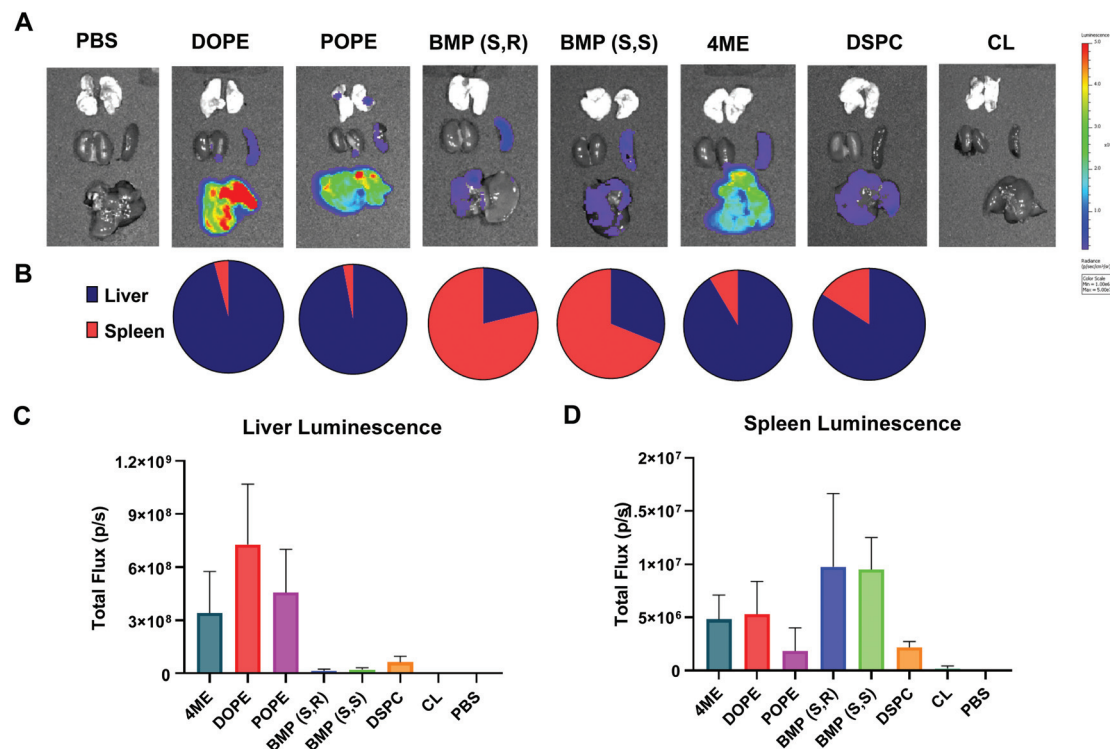 A
PBS DOPE POPE BMP (S,R) BMP (S,S) 4ME DSPC CL
Luminescence
5.0
4.0
3.0
2.0
1.0
Radiance
(p/sec/cm²/sr)
Color Scale
B
Liver
Spleen
C
Liver Luminescence
Total Flux (p/s)
1.2×10⁹
9×10⁸
6×10⁸
3×10⁸
0
4ME DOPE POPE BMP (S,R) BMP (S,S) DSPC CL PBS
D
Spleen Luminescence
Total Flux (p/s)
2×10⁷
1.5×10⁷
1×10⁷
5×10⁶
0
4ME DOPE POPE BMP (S,R) BMP (S,S) DSPC CL PBS